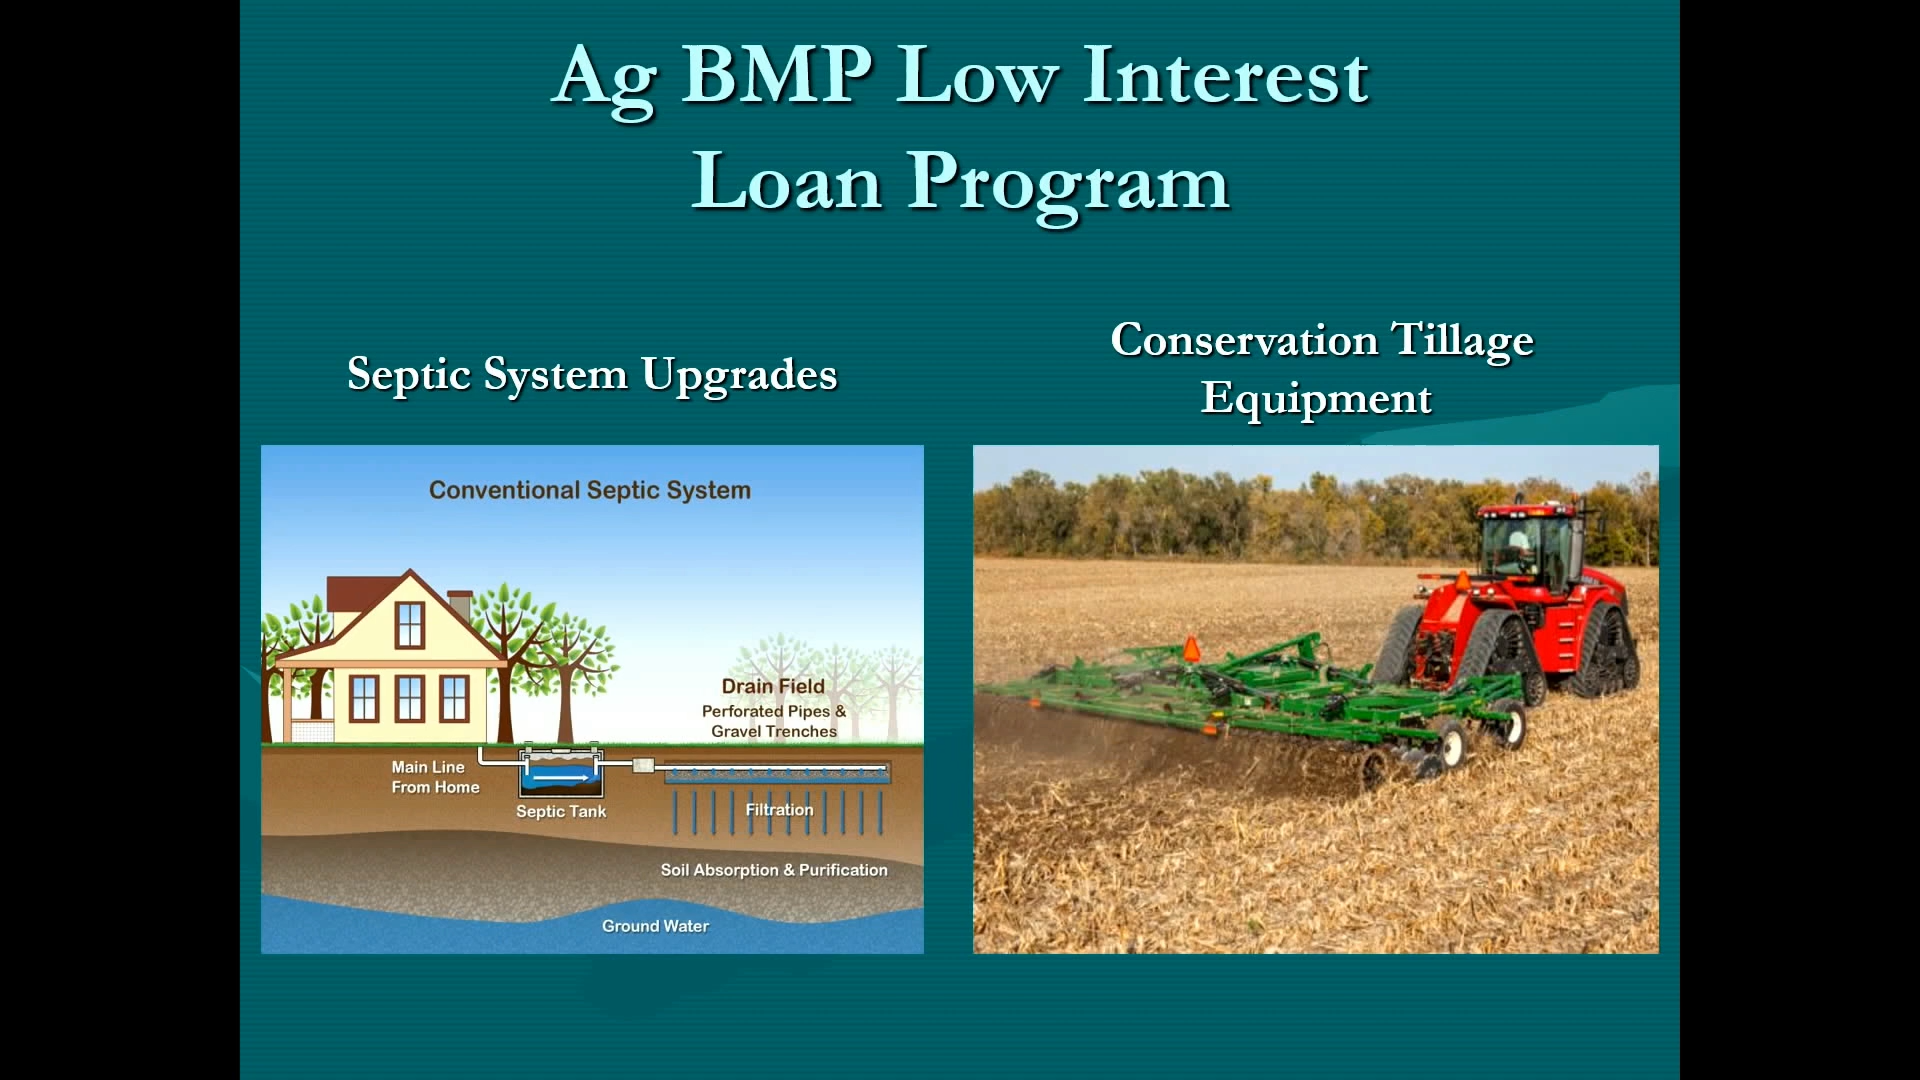 Ag BMP Low Interest
Loan Program
Septic System Upgrades
Conservation Tillage
Equipment
Conventional Septic System
Drain Field
Perforated Pipes &
Gravel Trenches
Main Line
From Home
Septic Tank
Filtration
Soil Absorption & Purification
Ground Water